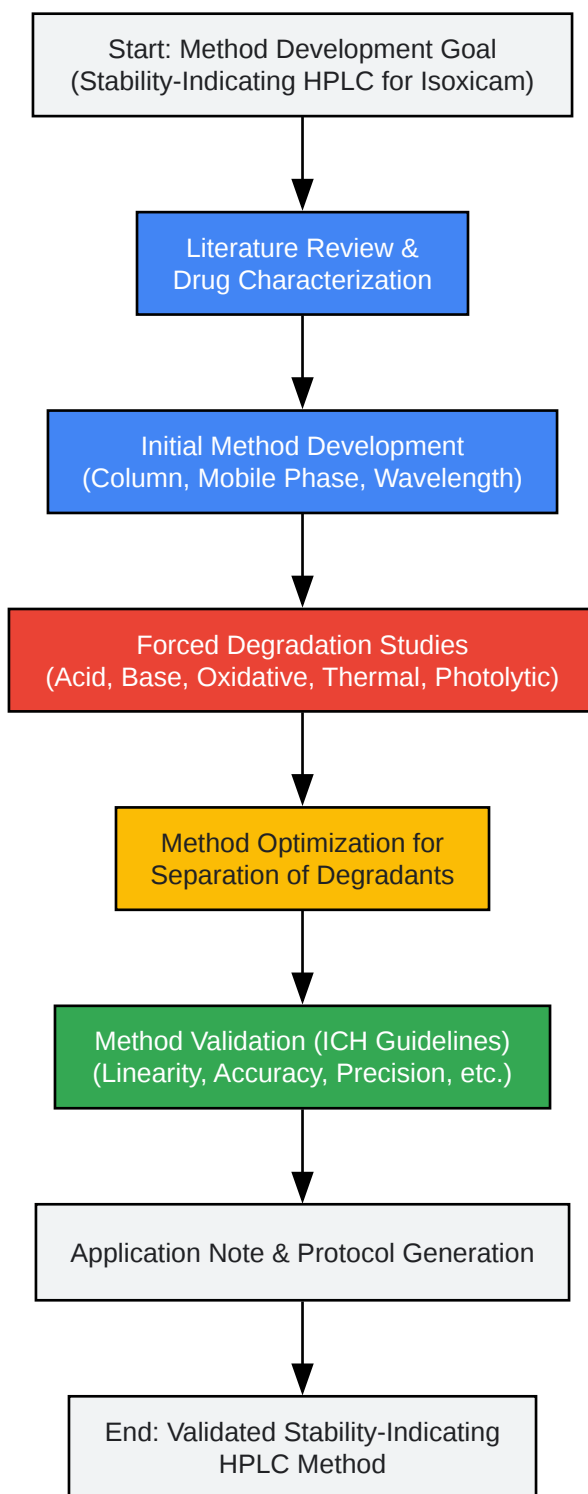 Start: Method Development Goal
(Stability-Indicating HPLC for Isoxicam)
Literature Review &
Drug Characterization
Initial Method Development
(Column, Mobile Phase, Wavelength)
Forced Degradation Studies
(Acid, Base, Oxidative, Thermal, Photolytic)
Method Optimization for
Separation of Degradants
Method Validation (ICH Guidelines)
(Linearity, Accuracy, Precision, etc.)
Application Note & Protocol Generation
End: Validated Stability-Indicating
HPLC Method